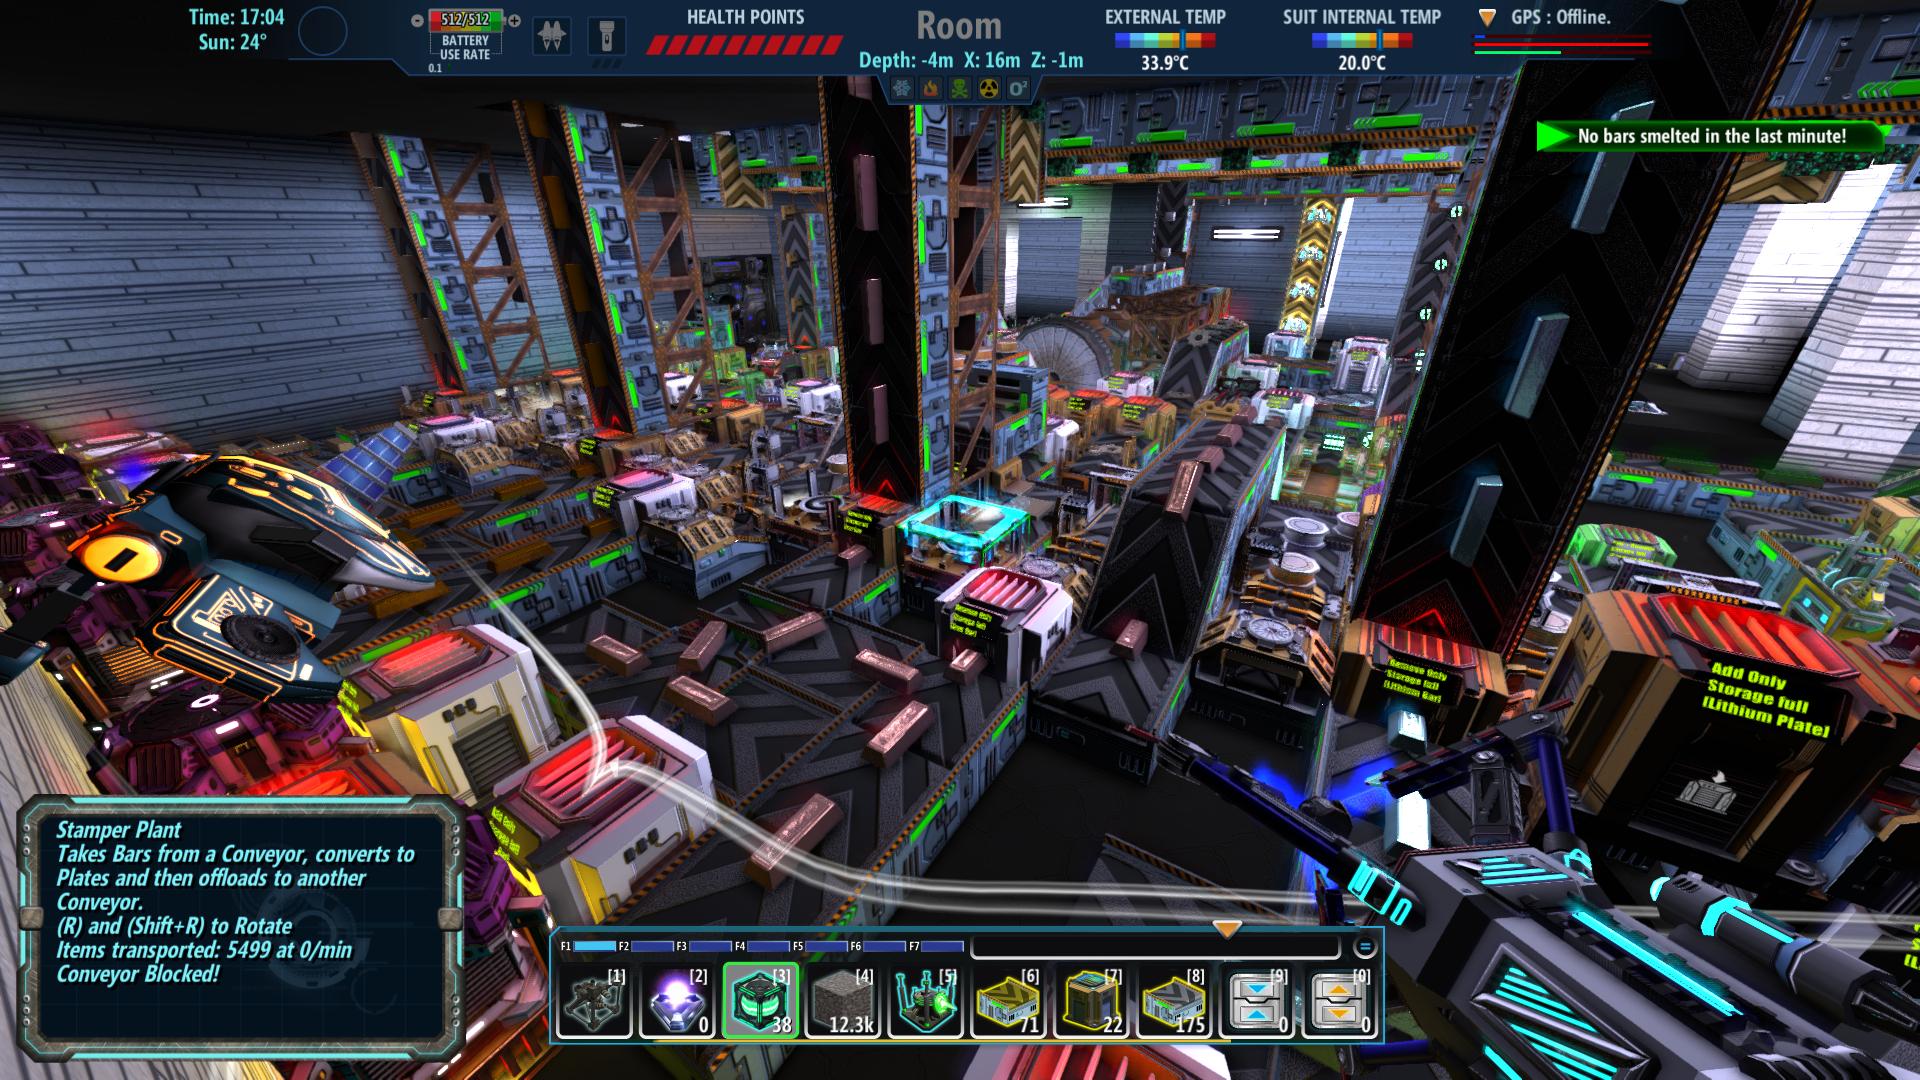 Time: 17:04
Sun: 24°
512/512
BATTERY
USE RATE
0.1
HEALTH POINTS
Room
Depth: -4m X: 16m Z: -1m
EXTERNAL TEMP
33.9°C
SUIT INTERNAL TEMP
20.0°C
GPS : Offline.
No bars smelted in the last minute!
Remove Only
Storage full
(Lithium Bar)
Add Only
Storage full
(Lithium Plate)
Stamper Plant
Takes Bars from a Conveyor, converts to
Plates and then offloads to another
Conveyor.
(R) and (Shift+R) to Rotate
Items transported: 5499 at 0/min
Conveyor Blocked!
F1 F2 F3 F4 F5 F6 F7
[1] [2] [3] [4] [5] [6] [7] [8] [9] [0]
0 38 12.3k 71 22 175 0 0